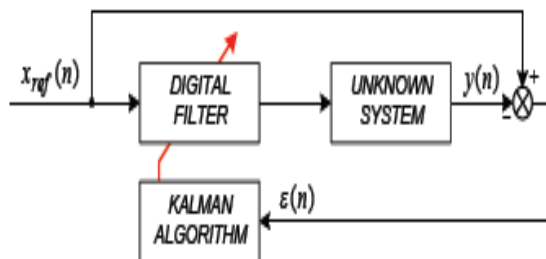 x_ref(n)
DIGITAL
FILTER
UNKNOWN
SYSTEM
y(n)
+
−
KALMAN
ALGORITHM
ε(n)